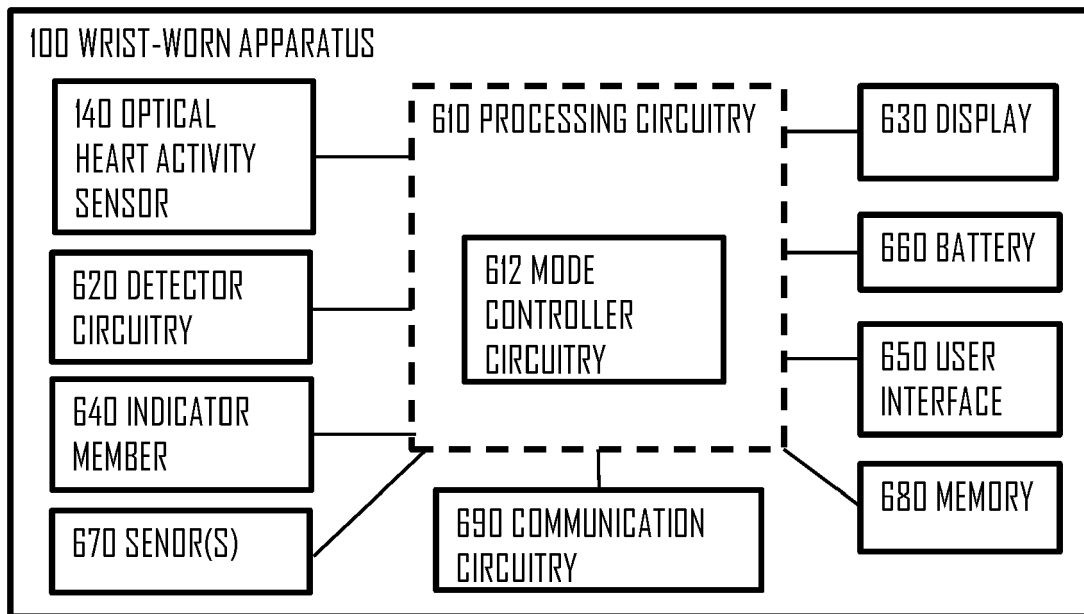 100 WRIST-WORN APPARATUS
140 OPTICAL
HEART ACTIVITY
SENSOR
620 DETECTOR
CIRCUITRY
640 INDICATOR
MEMBER
670 SENOR(S)
610 PROCESSING CIRCUITRY
612 MODE
CONTROLLER
CIRCUITRY
690 COMMUNICATION
CIRCUITRY
630 DISPLAY
660 BATTERY
650 USER
INTERFACE
680 MEMORY